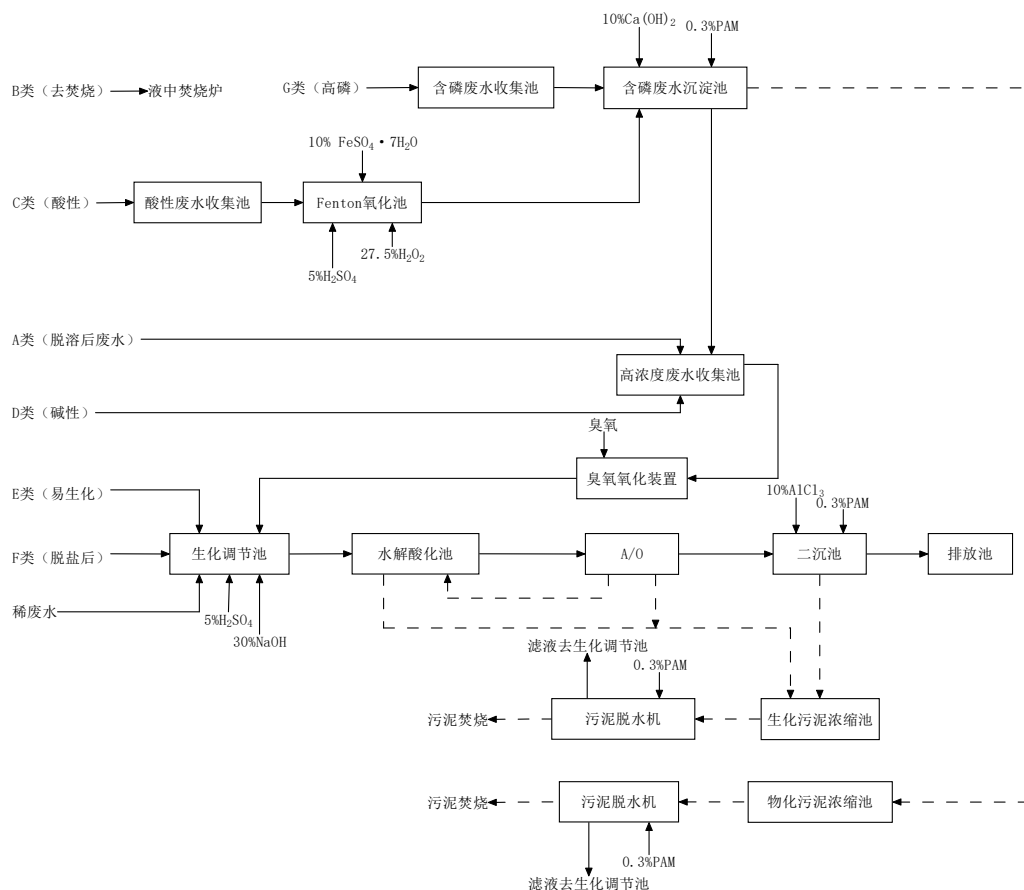 10%Ca(OH)₂
0.3%PAM
B类（去焚烧）
液中焚烧炉
G类（高磷）
含磷废水收集池
含磷废水沉淀池
10% FeSO₄•7H₂O
C类（酸性）
酸性废水收集池
Fenton氧化池
27.5%H₂O₂
5%H₂SO₄
A类（脱溶后废水）
高浓度废水收集池
D类（碱性）
臭氧
臭氧氧化装置
E类（易生化）
10%AlCl₃
0.3%PAM
F类（脱盐后）
生化调节池
水解酸化池
A/O
二沉池
排放池
稀废水
5%H₂SO₄
30%NaOH
滤液去生化调节池
0.3%PAM
污泥焚烧
污泥脱水机
生化污泥浓缩池
污泥焚烧
污泥脱水机
物化污泥浓缩池
0.3%PAM
滤液去生化调节池